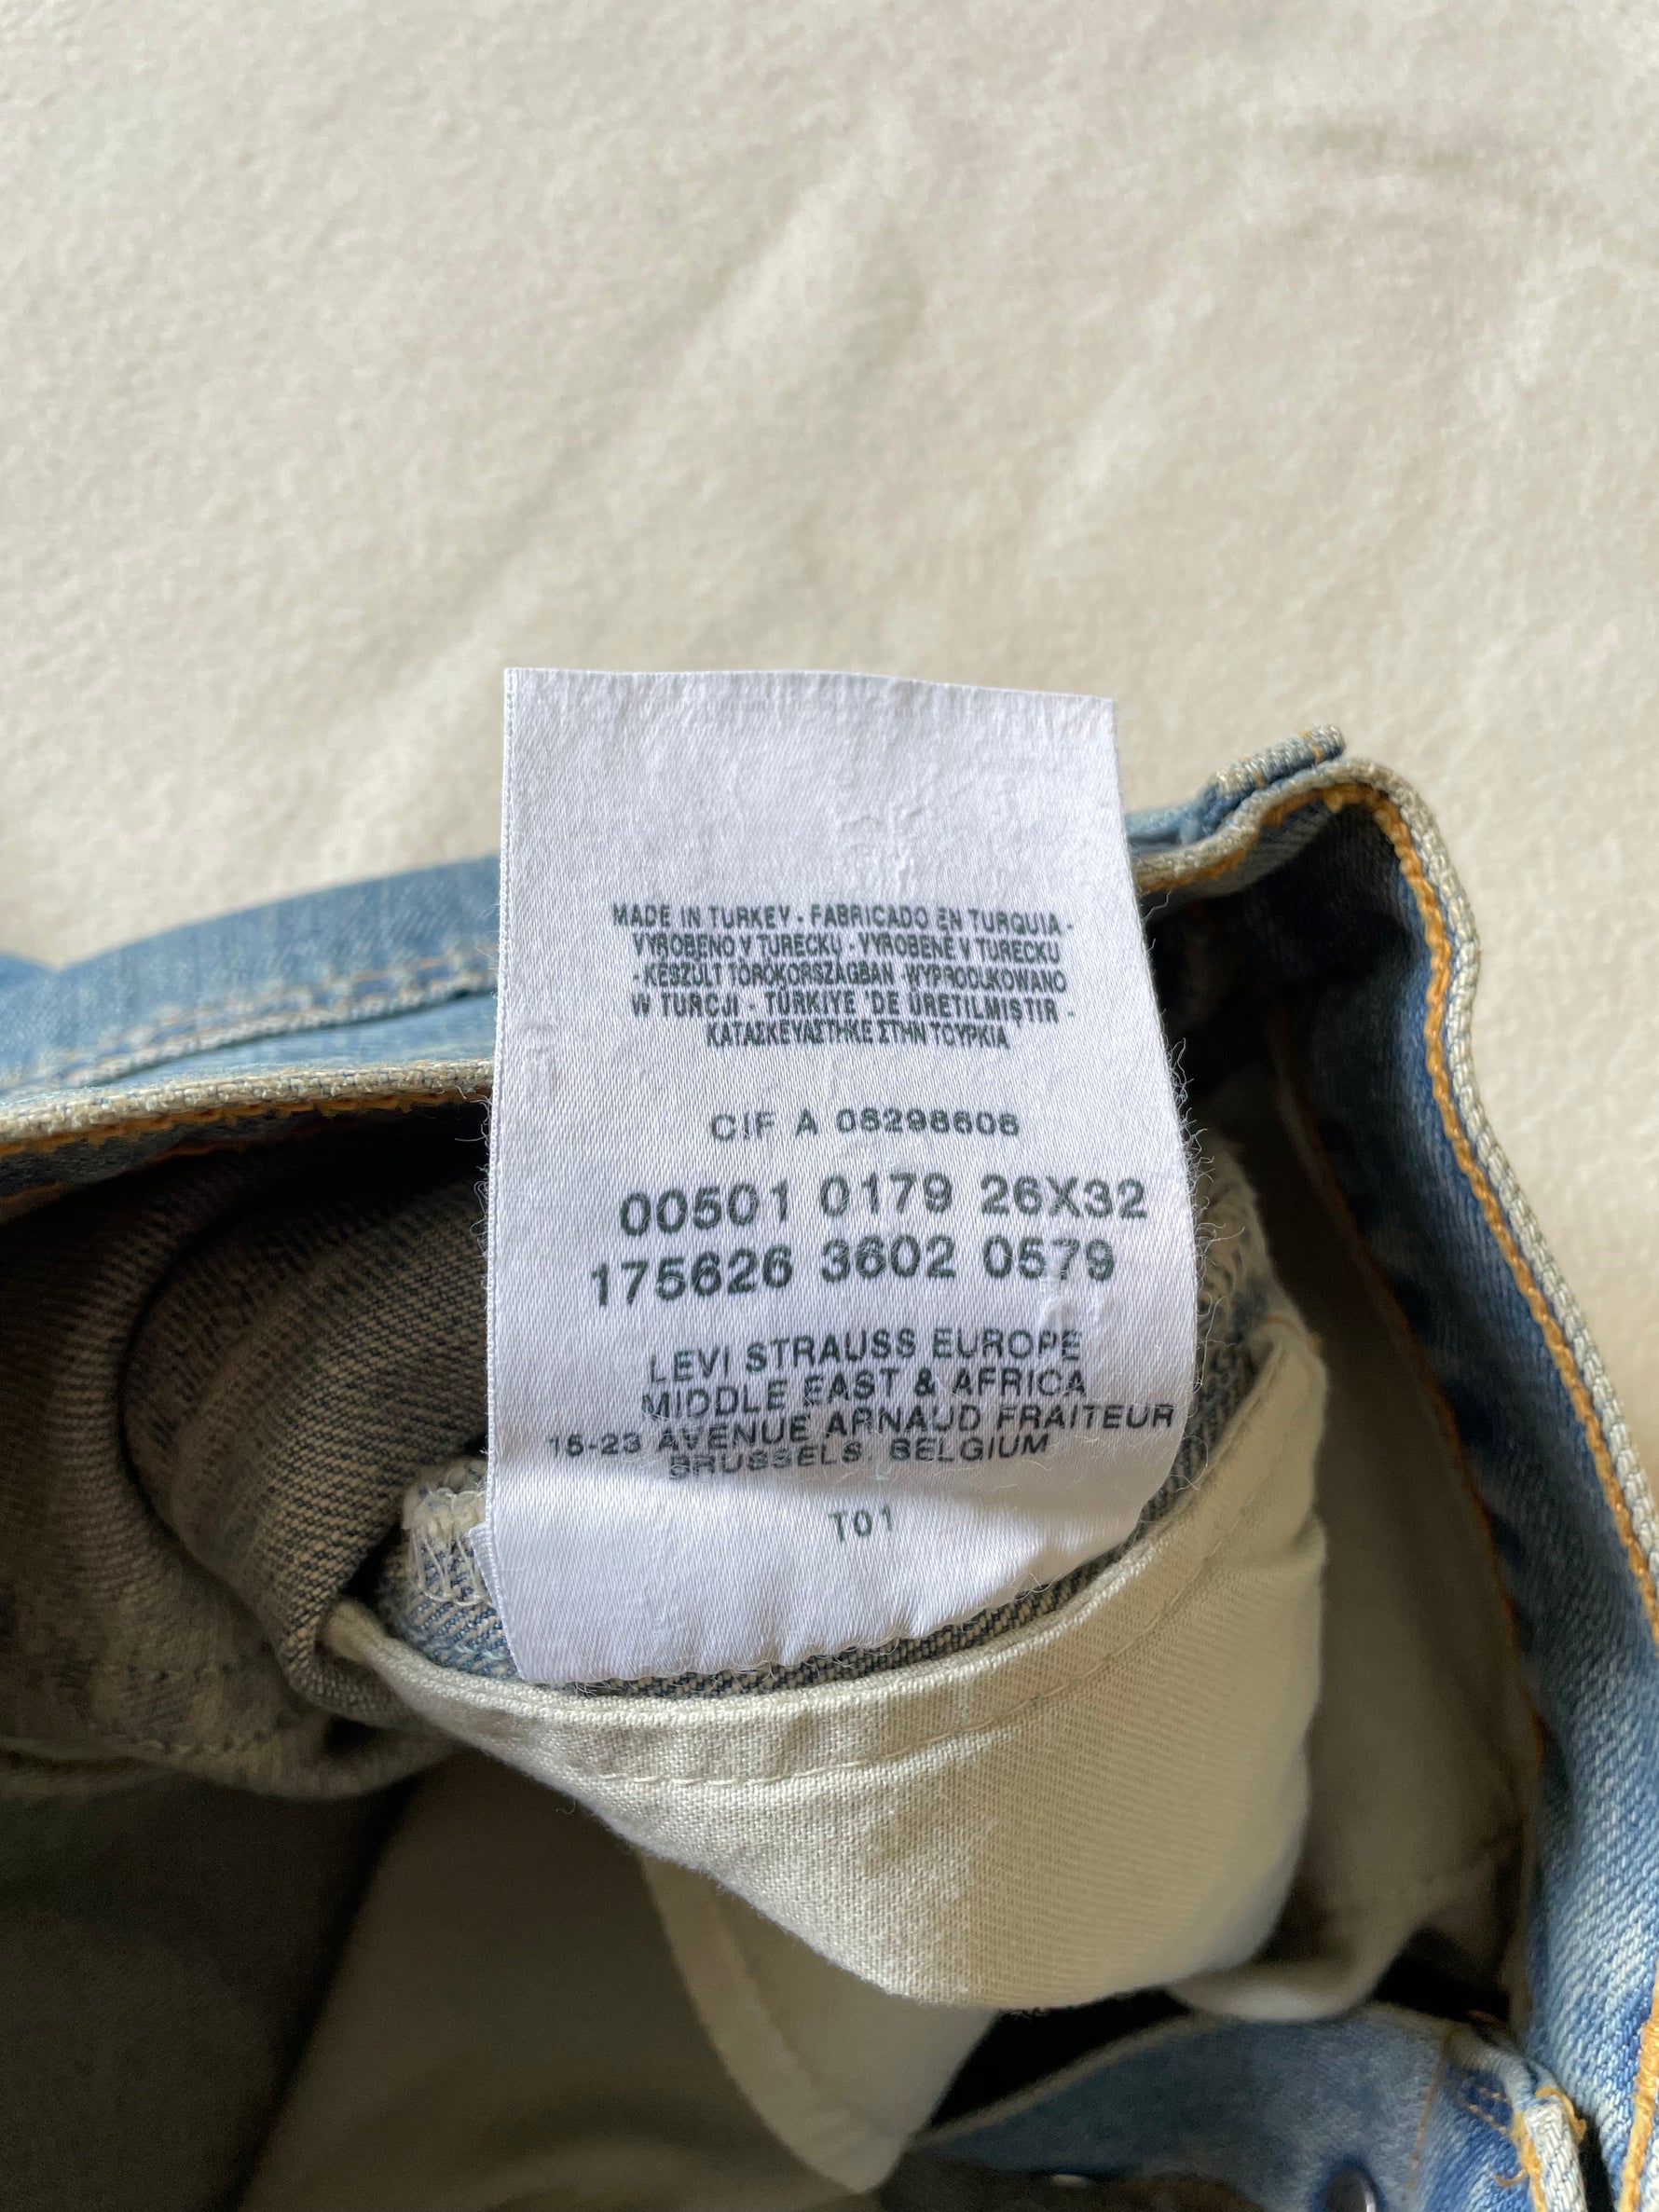 MADE IN TURKEY - FABRICADO EN TURQUIA -
VYROBENO V TURECKU - VYROBENÉ V TURECKU
- KÉSZÜLT TÖRÖKORSZÁGBAN -WYPRODUKOWANO
W TURCJI - TÜRKIYE 'DE ÜRETILMIŞTIR -
ΚΑΤΑΣΚΕΥΑΣΤΗΚΕ ΣΤΗΝ ΤΟΥΡΚΙΑ
CIF A 08298608
00501 0179 26X32
175626 3602 0579
LEVI STRAUSS EUROPE
MIDDLE EAST & AFRICA
15-23 AVENUE ARNAUD FRAITEUR
BRUSSELS, BELGIUM
T01